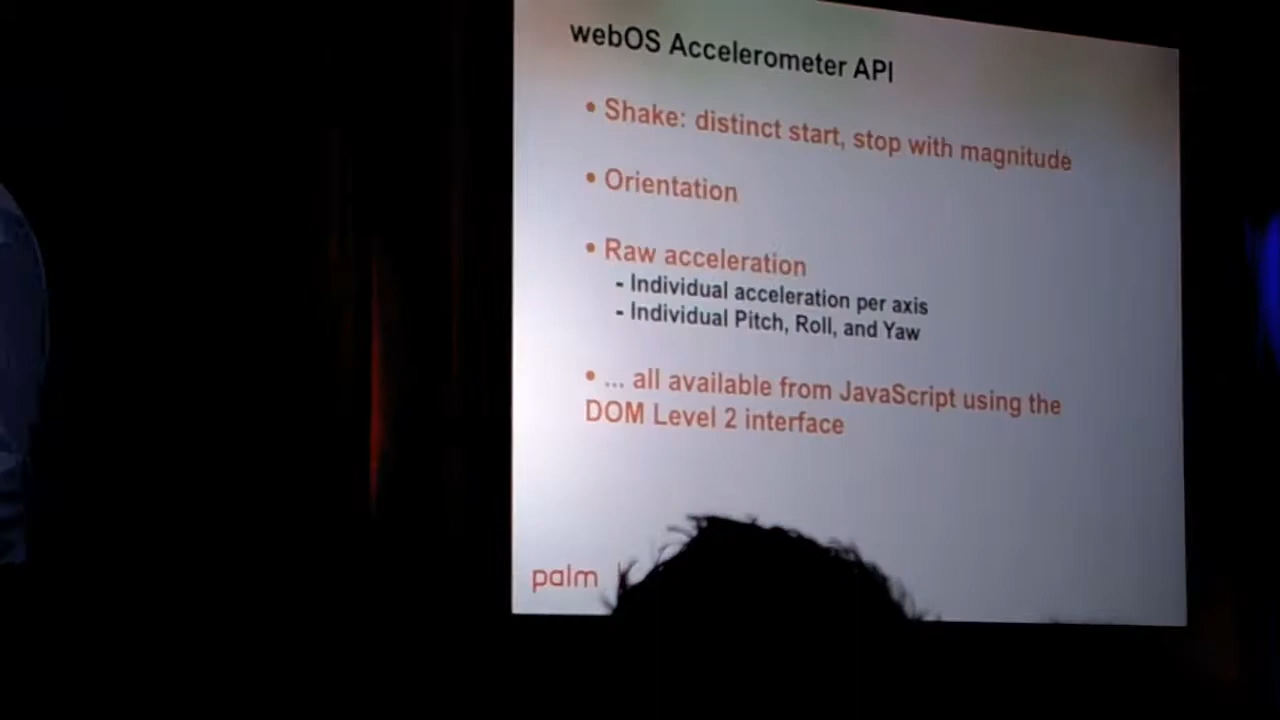 webOS Accelerometer API
• Shake: distinct start, stop with magnitude
• Orientation
• Raw acceleration
- Individual acceleration per axis
- Individual Pitch, Roll, and Yaw
• ... all available from JavaScript using the
DOM Level 2 interface
palm